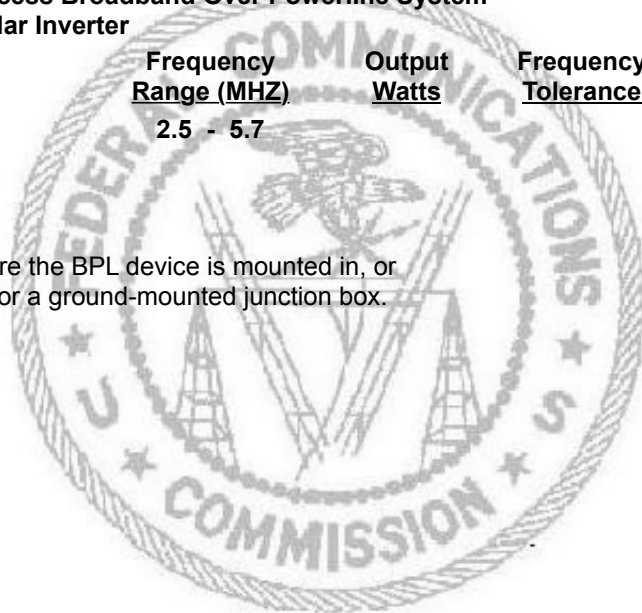 cess Broadband Over Powerline System
lar Inverter
Frequency Output Frequency
Range (MHZ) Watts Tolerance
2.5 - 5.7
re the BPL device is mounted in, or
or a ground-mounted junction box.
FEDERAL COMMUNICATIONS
U S
COMMISSION
-